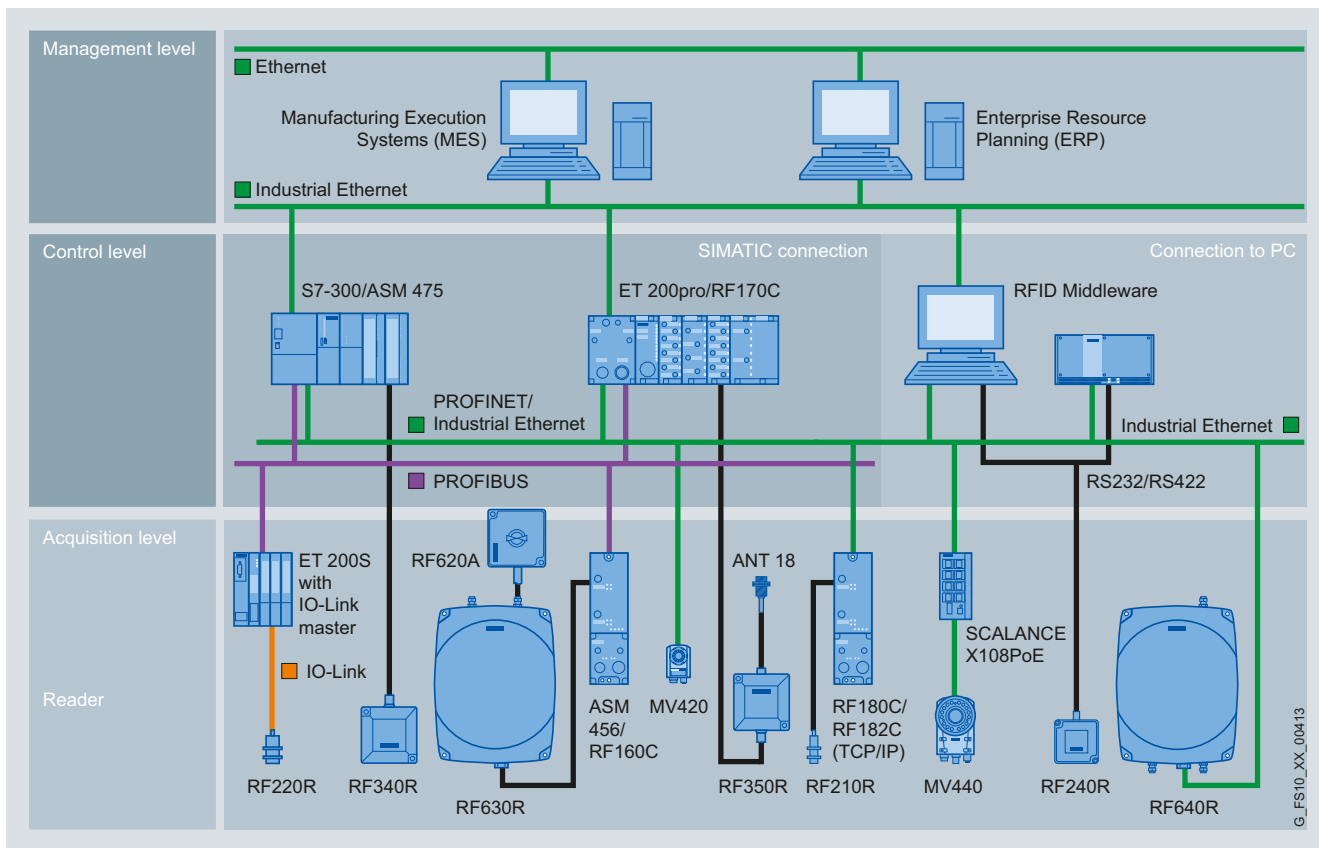 Management level
Ethernet
Manufacturing Execution
Systems (MES)
Enterprise Resource
Planning (ERP)
Industrial Ethernet
Control level
SIMATIC connection
Connection to PC
S7-300/ASM 475
ET 200pro/RF170C
RFID Middleware
PROFINET/
Industrial Ethernet
Industrial Ethernet
PROFIBUS
RS232/RS422
Acquisition level
ET 200S
with
IO-Link
master
RF620A
ANT 18
SCALANCE
X108PoE
IO-Link
Reader
ASM
456/
RF160C
MV420
RF180C/
RF182C
(TCP/IP)
RF220R
RF340R
RF630R
RF350R
RF210R
MV440
RF240R
RF640R
G_FS10_XX_00413